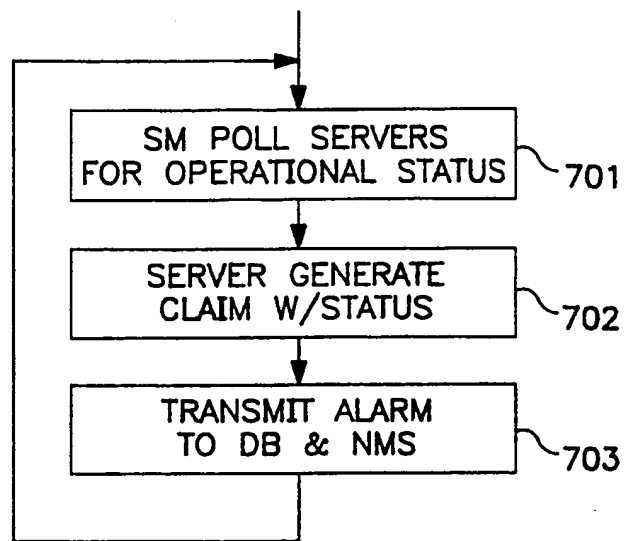 SM POLL SERVERS
FOR OPERATIONAL STATUS
701
SERVER GENERATE
CLAIM W/STATUS
702
TRANSMIT ALARM
TO DB & NMS
703